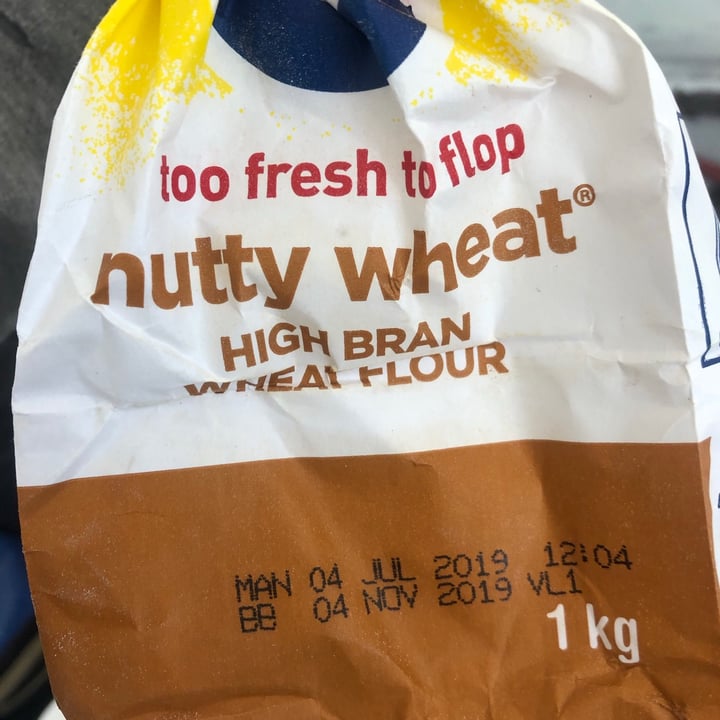 too fresh to flop
nutty wheat®
HIGH BRAN
WHEAT FLOUR
MAN 04 JUL 2019 12:04
BB 04 NOV 2019 VL1
1 kg